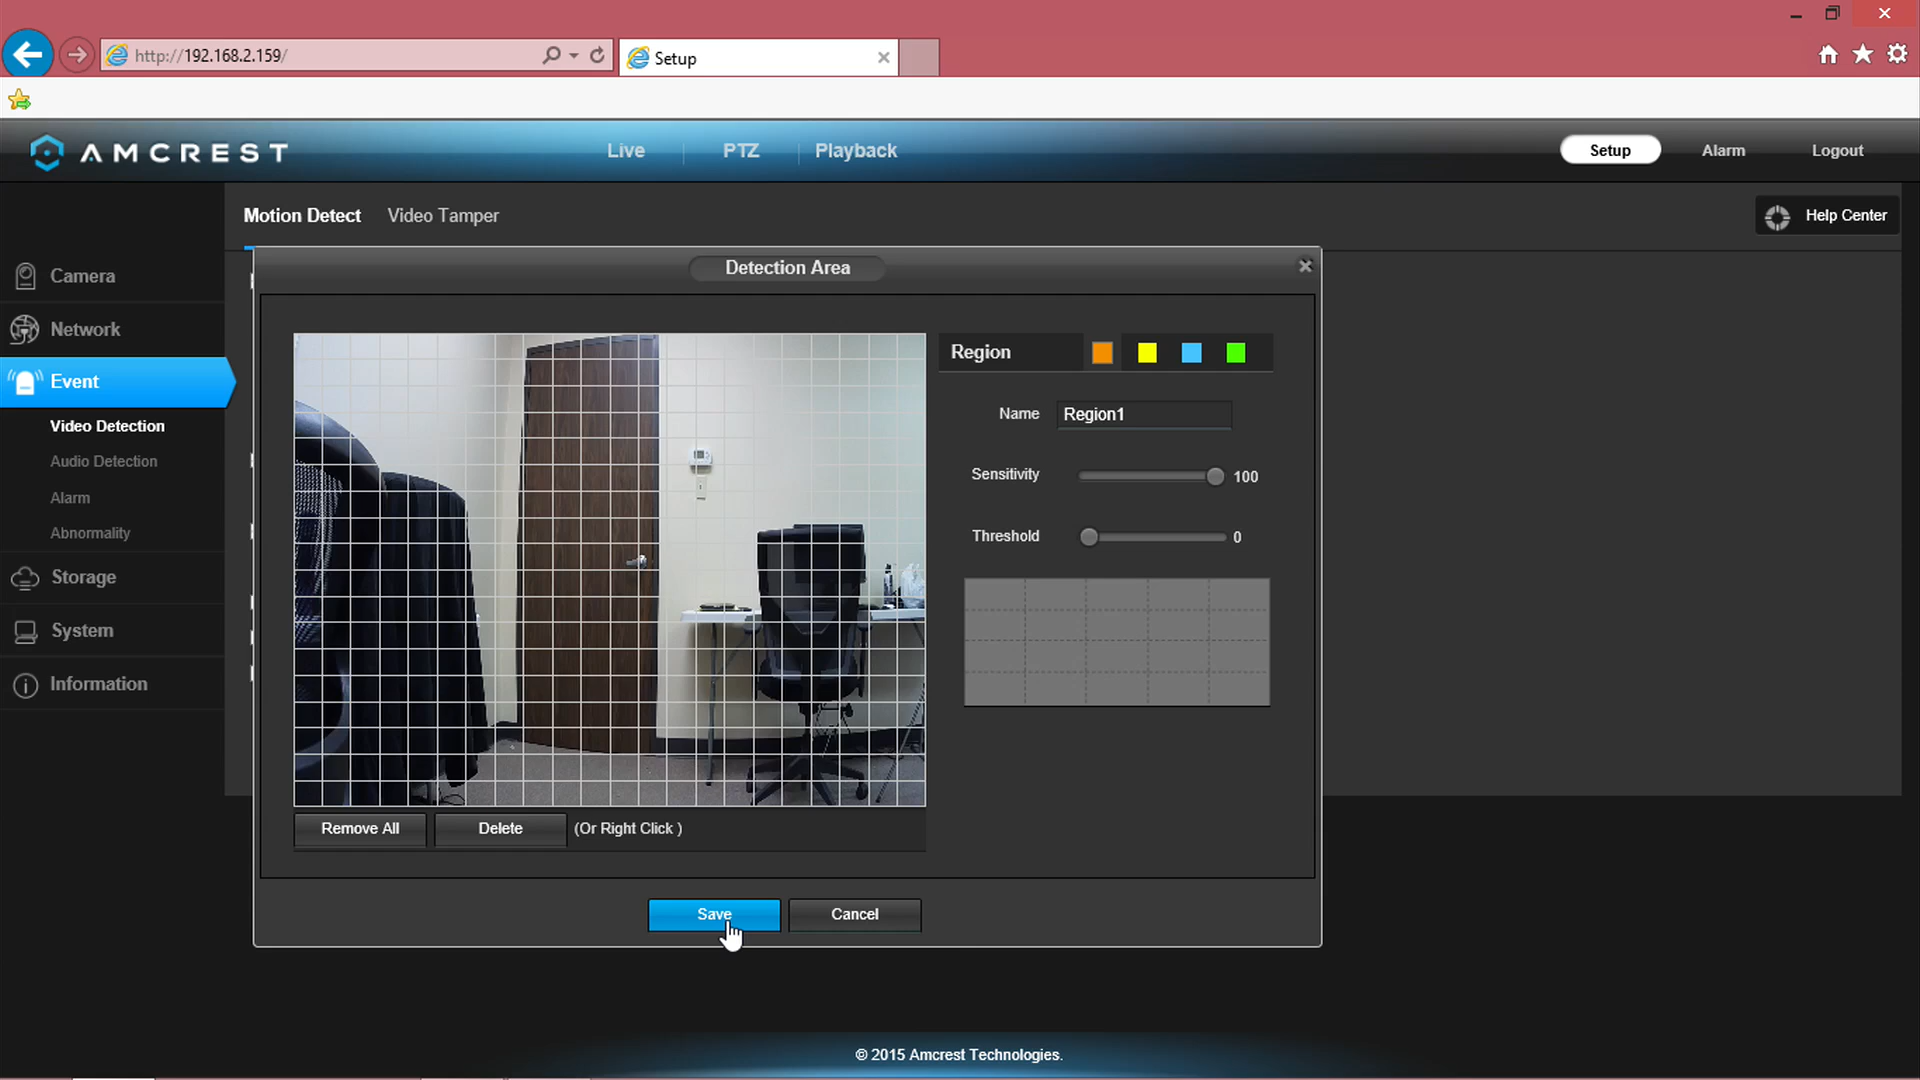 http://192.168.2.159/
Setup
AMCREST
Live
PTZ
Playback
Setup
Alarm
Logout
Motion Detect
Video Tamper
Help Center
Camera
Network
Event
Video Detection
Audio Detection
Alarm
Abnormality
Storage
System
Information
Detection Area
Region
Name
Region1
Sensitivity
100
Threshold
0
Remove All
Delete
(Or Right Click )
Save
Cancel
© 2015 Amcrest Technologies.